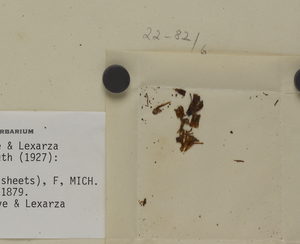 22-82/6
RBARIUM
e & Lexarza
th (1927):
sheets), F, MICH.
1879.
ve & Lexarza